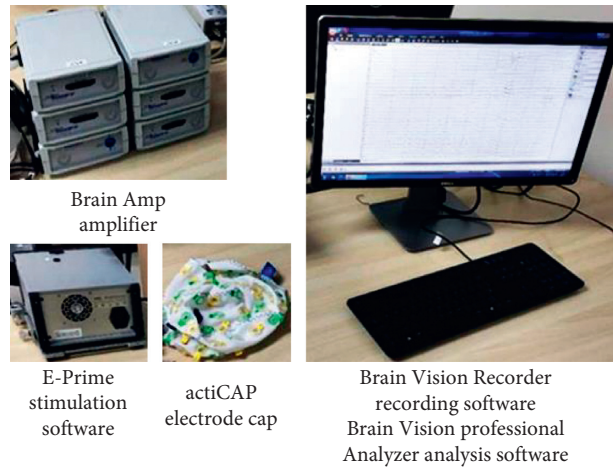 Brain Amp
amplifier
E-Prime
stimulation
software
actiCAP
electrode cap
Brain Vision Recorder
recording software
Brain Vision professional
Analyzer analysis software